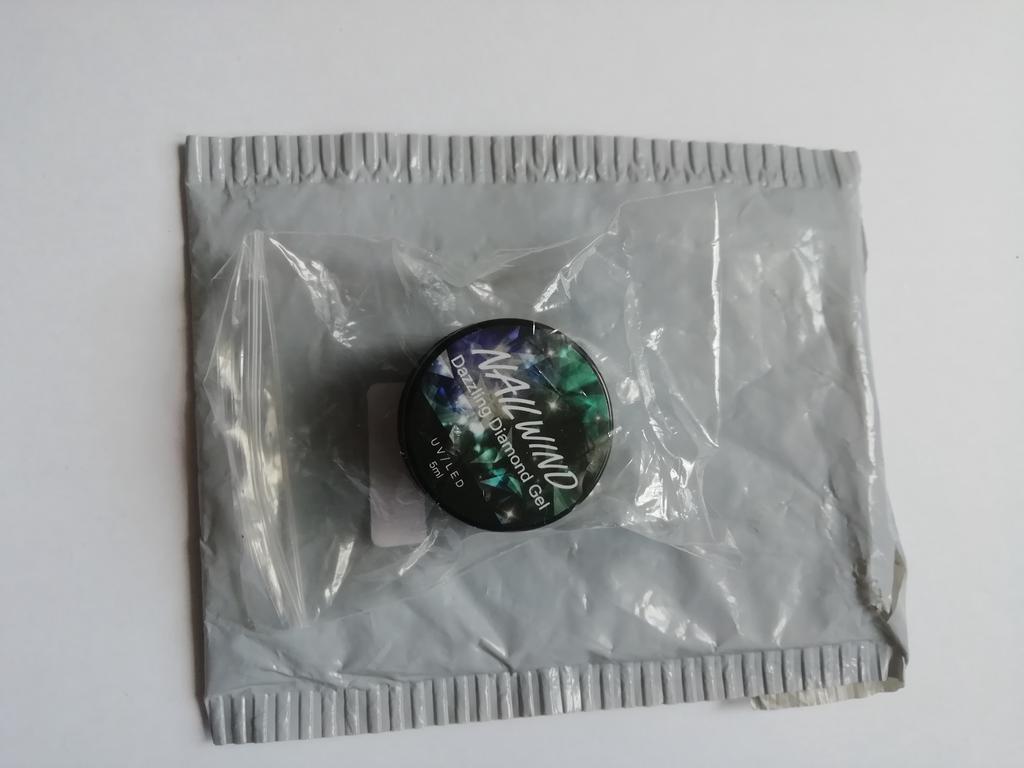 NAILWIND
Dazzling Diamond Gel
UV/LED
5ml